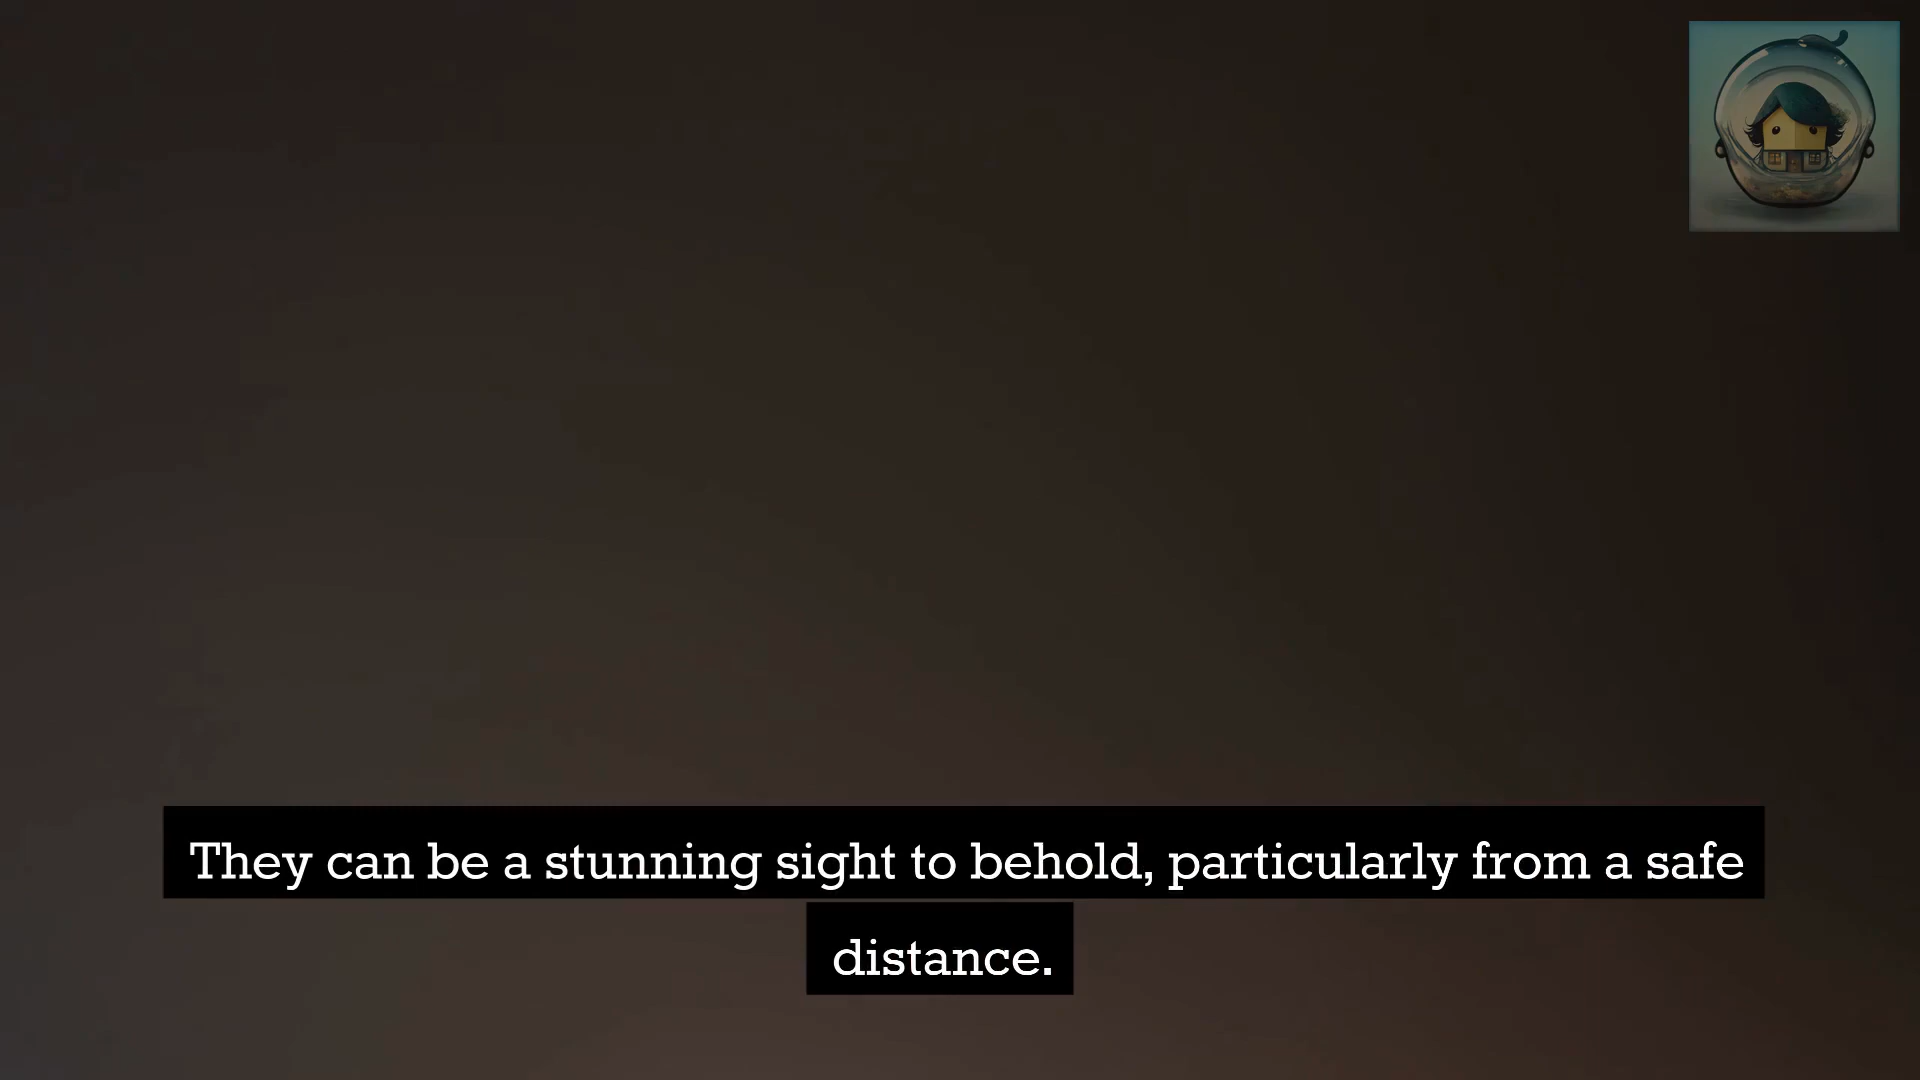 They can be a stunning sight to behold, particularly from a safe
distance.